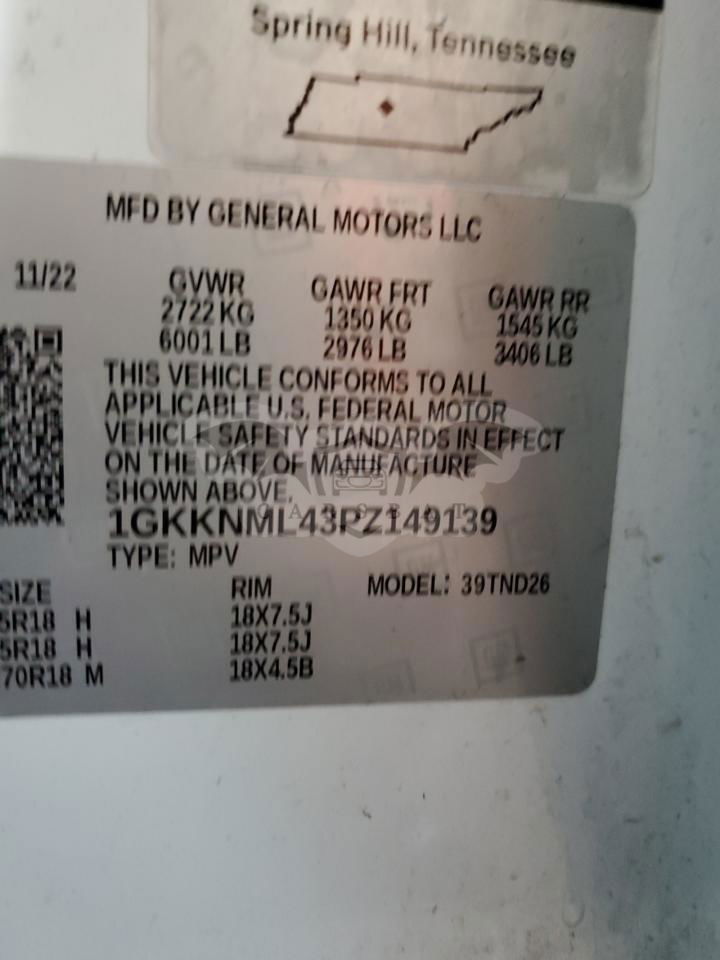 Spring Hill, Tennessee
MFD BY GENERAL MOTORS LLC
11/22 GVWR GAWR FRT GAWR RR
2722 KG 1350 KG 1545 KG
6001 LB 2976 LB 3406 LB
THIS VEHICLE CONFORMS TO ALL
APPLICABLE U.S. FEDERAL MOTOR
VEHICLE SAFETY STANDARDS IN EFFECT
ON THE DATE OF MANUFACTURE
SHOWN ABOVE.
1GKKNML43PZ149139
TYPE: MPV
SIZE RIM MODEL: 39TND26
5R18 H 18X7.5J
5R18 H 18X7.5J
70R18 M 18X4.5B